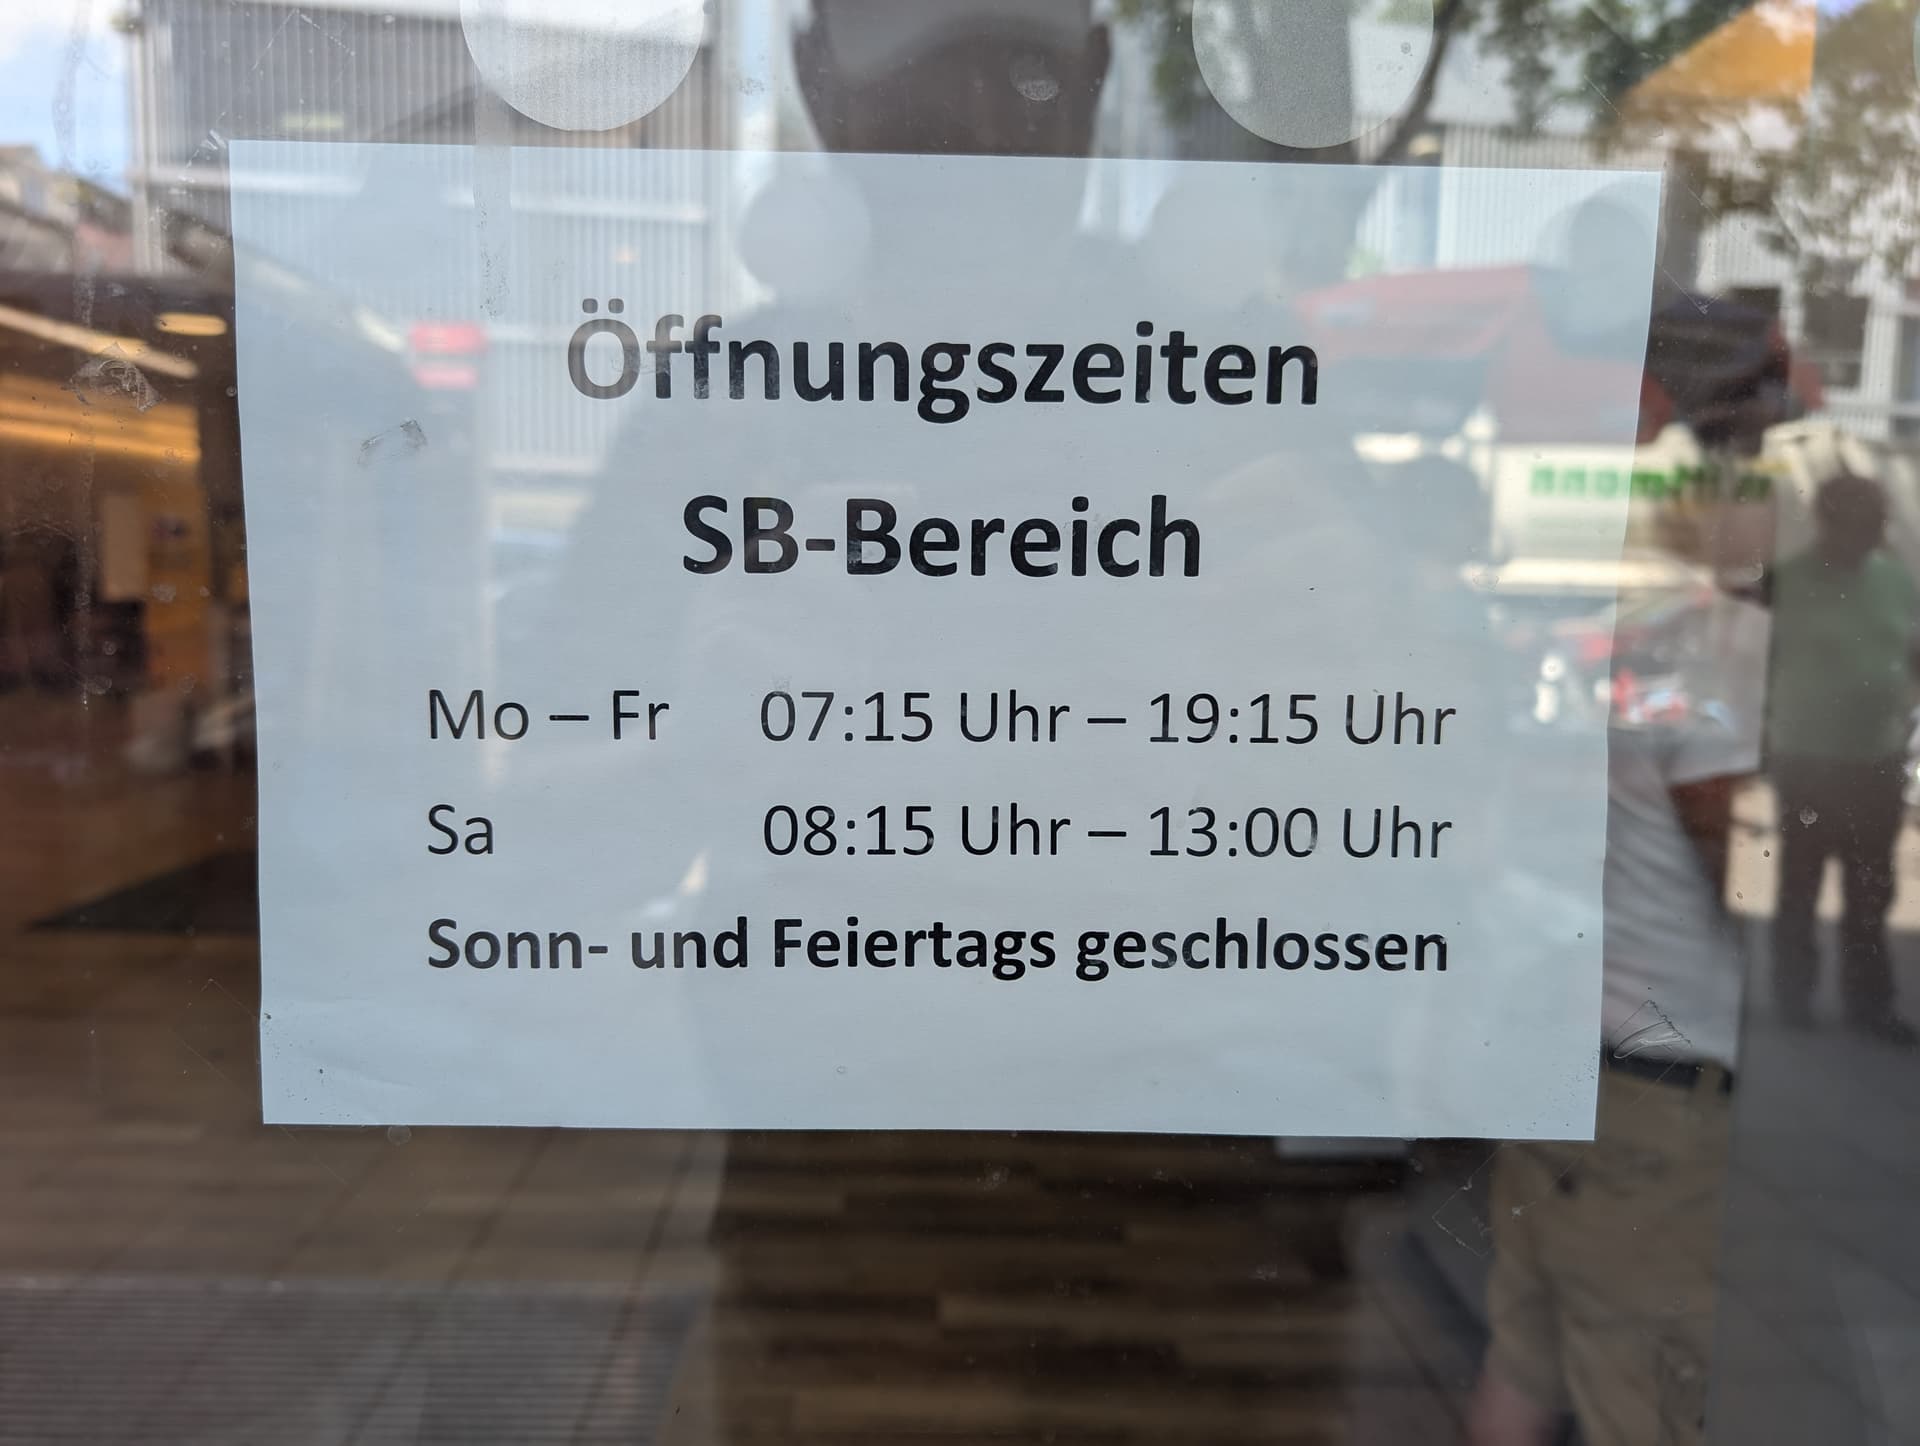 Öffnungszeiten
SB-Bereich
Mo – Fr 07:15 Uhr – 19:15 Uhr
Sa 08:15 Uhr – 13:00 Uhr
Sonn- und Feiertags geschlossen